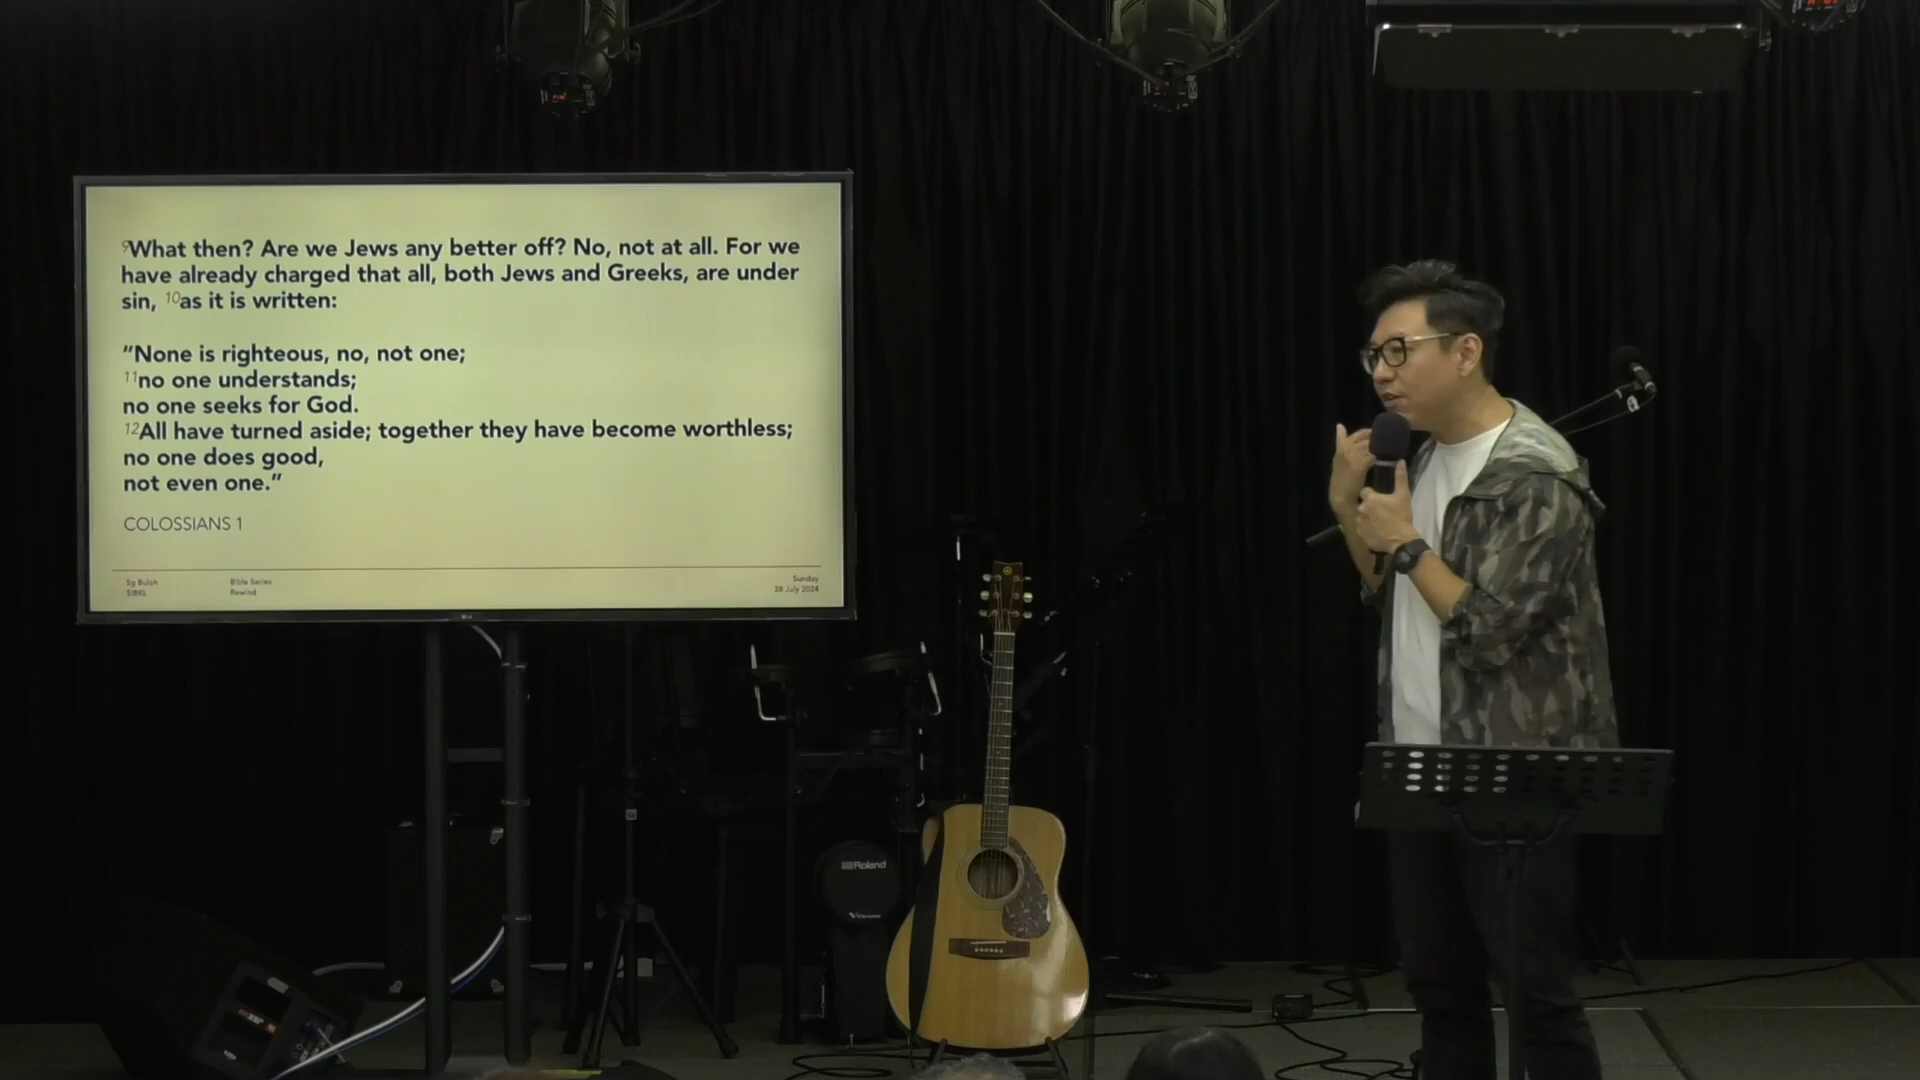 ⁹What then? Are we Jews any better off? No, not at all. For we
have already charged that all, both Jews and Greeks, are under
sin, ¹⁰as it is written:
“None is righteous, no, not one;
¹¹no one understands;
no one seeks for God.
¹²All have turned aside; together they have become worthless;
no one does good,
not even one.”
COLOSSIANS 1
Sg Buloh
SIBKL
Bible Series
Rewind
Sunday
28 July 2024
LG
Roland
V-Drums